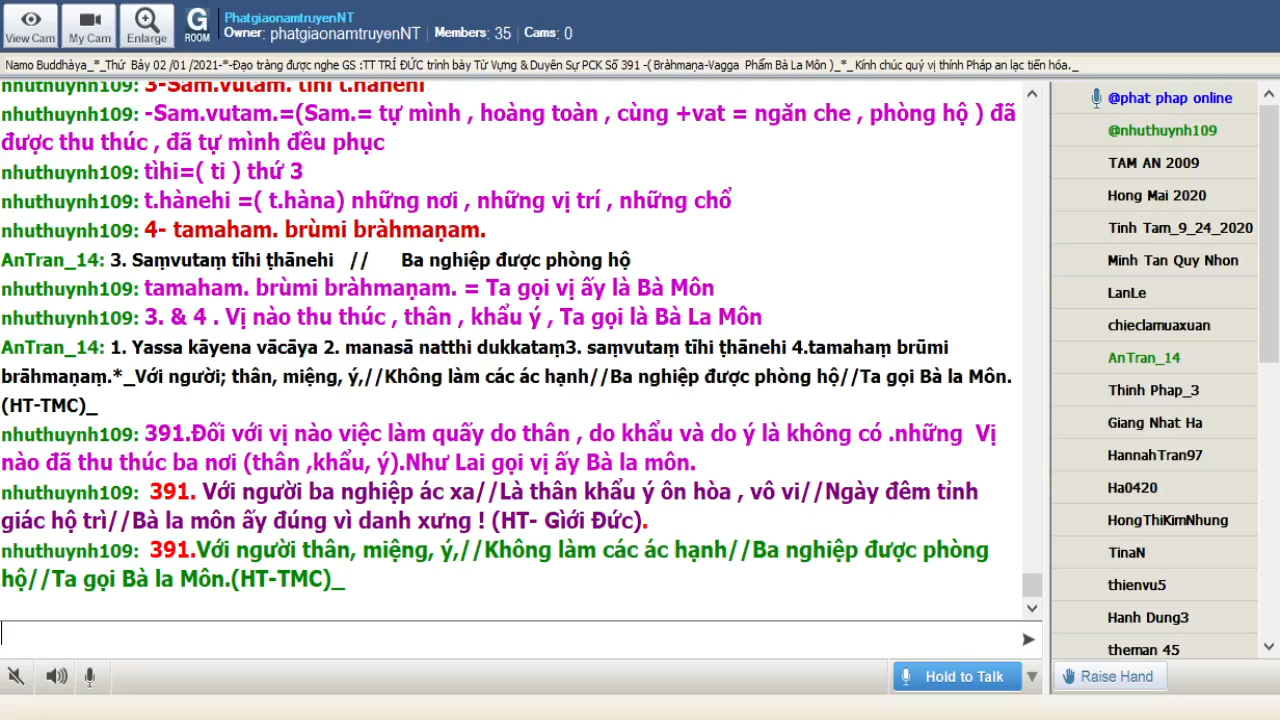 View Cam
My Cam
Enlarge
G
ROOM
PhatgiaonamtruyenNT
Owner: phatgiaonamtruyenNT | Members: 35 | Cams: 0
Namo Buddhàya_*_Thứ Bảy 02 /01 /2021-*-Đạo tràng được nghe GS :TT TRÍ ĐỨC trình bày Từ Vựng & Duyên Sự PCK Số 391 -( Bràhmaṇa-Vagga Phẩm Bà La Môn )_*_ Kính chúc quý vị thính Pháp an lạc tiến hóa._
nhuthuynh109: 3-Sam.vutam. tìhi t.hànehi
nhuthuynh109: -Sam.vutam.=(Sam.= tự mình , hoàng toàn , cùng +vat = ngăn che , phòng hộ ) đã
được thu thúc , đã tự mình đều phục
nhuthuynh109: tìhi=( ti ) thứ 3
nhuthuynh109: t.hànehi =( t.hàna) những nơi , những vị trí , những chổ
nhuthuynh109: 4- tamaham. brùmi bràhmaṇam.
AnTran_14: 3. Saṃvutaṃ tīhi ṭhānehi // Ba nghiệp được phòng hộ
nhuthuynh109: tamaham. brùmi bràhmaṇam. = Ta gọi vị ấy là Bà Môn
nhuthuynh109: 3. & 4 . Vị nào thu thúc , thân , khẩu ý , Ta gọi là Bà La Môn
AnTran_14: 1. Yassa kāyena vācāya 2. manasā natthi dukkataṃ3. saṃvutaṃ tīhi ṭhānehi 4.tamahaṃ brūmi
brāhmaṇaṃ.*_Với người; thân, miệng, ý,//Không làm các ác hạnh//Ba nghiệp được phòng hộ//Ta gọi Bà la Môn.
(HT-TMC)_
nhuthuynh109: 391.Đối với vị nào việc làm quấy do thân , do khẩu và do ý là không có .những Vị
nào đã thu thúc ba nơi (thân ,khẩu, ý).Như Lai gọi vị ấy Bà la môn.
nhuthuynh109: 391. Với người ba nghiệp ác xa//Là thân khẩu ý ôn hòa , vô vi//Ngày đêm tỉnh
giác hộ trì//Bà la môn ấy đúng vì danh xưng ! (HT- Giới Đức).
nhuthuynh109: 391.Với người thân, miệng, ý,//Không làm các ác hạnh//Ba nghiệp được phòng
hộ//Ta gọi Bà la Môn.(HT-TMC)_
@phat phap online
@nhuthuynh109
TAM AN 2009
Hong Mai 2020
Tinh Tam_9_24_2020
Minh Tan Quy Nhon
LanLe
chieclamuaxuan
AnTran_14
Thinh Phap_3
Giang Nhat Ha
HannahTran97
Ha0420
HongThiKimNhung
TinaN
thienvu5
Hanh Dung3
theman 45
Hold to Talk
Raise Hand